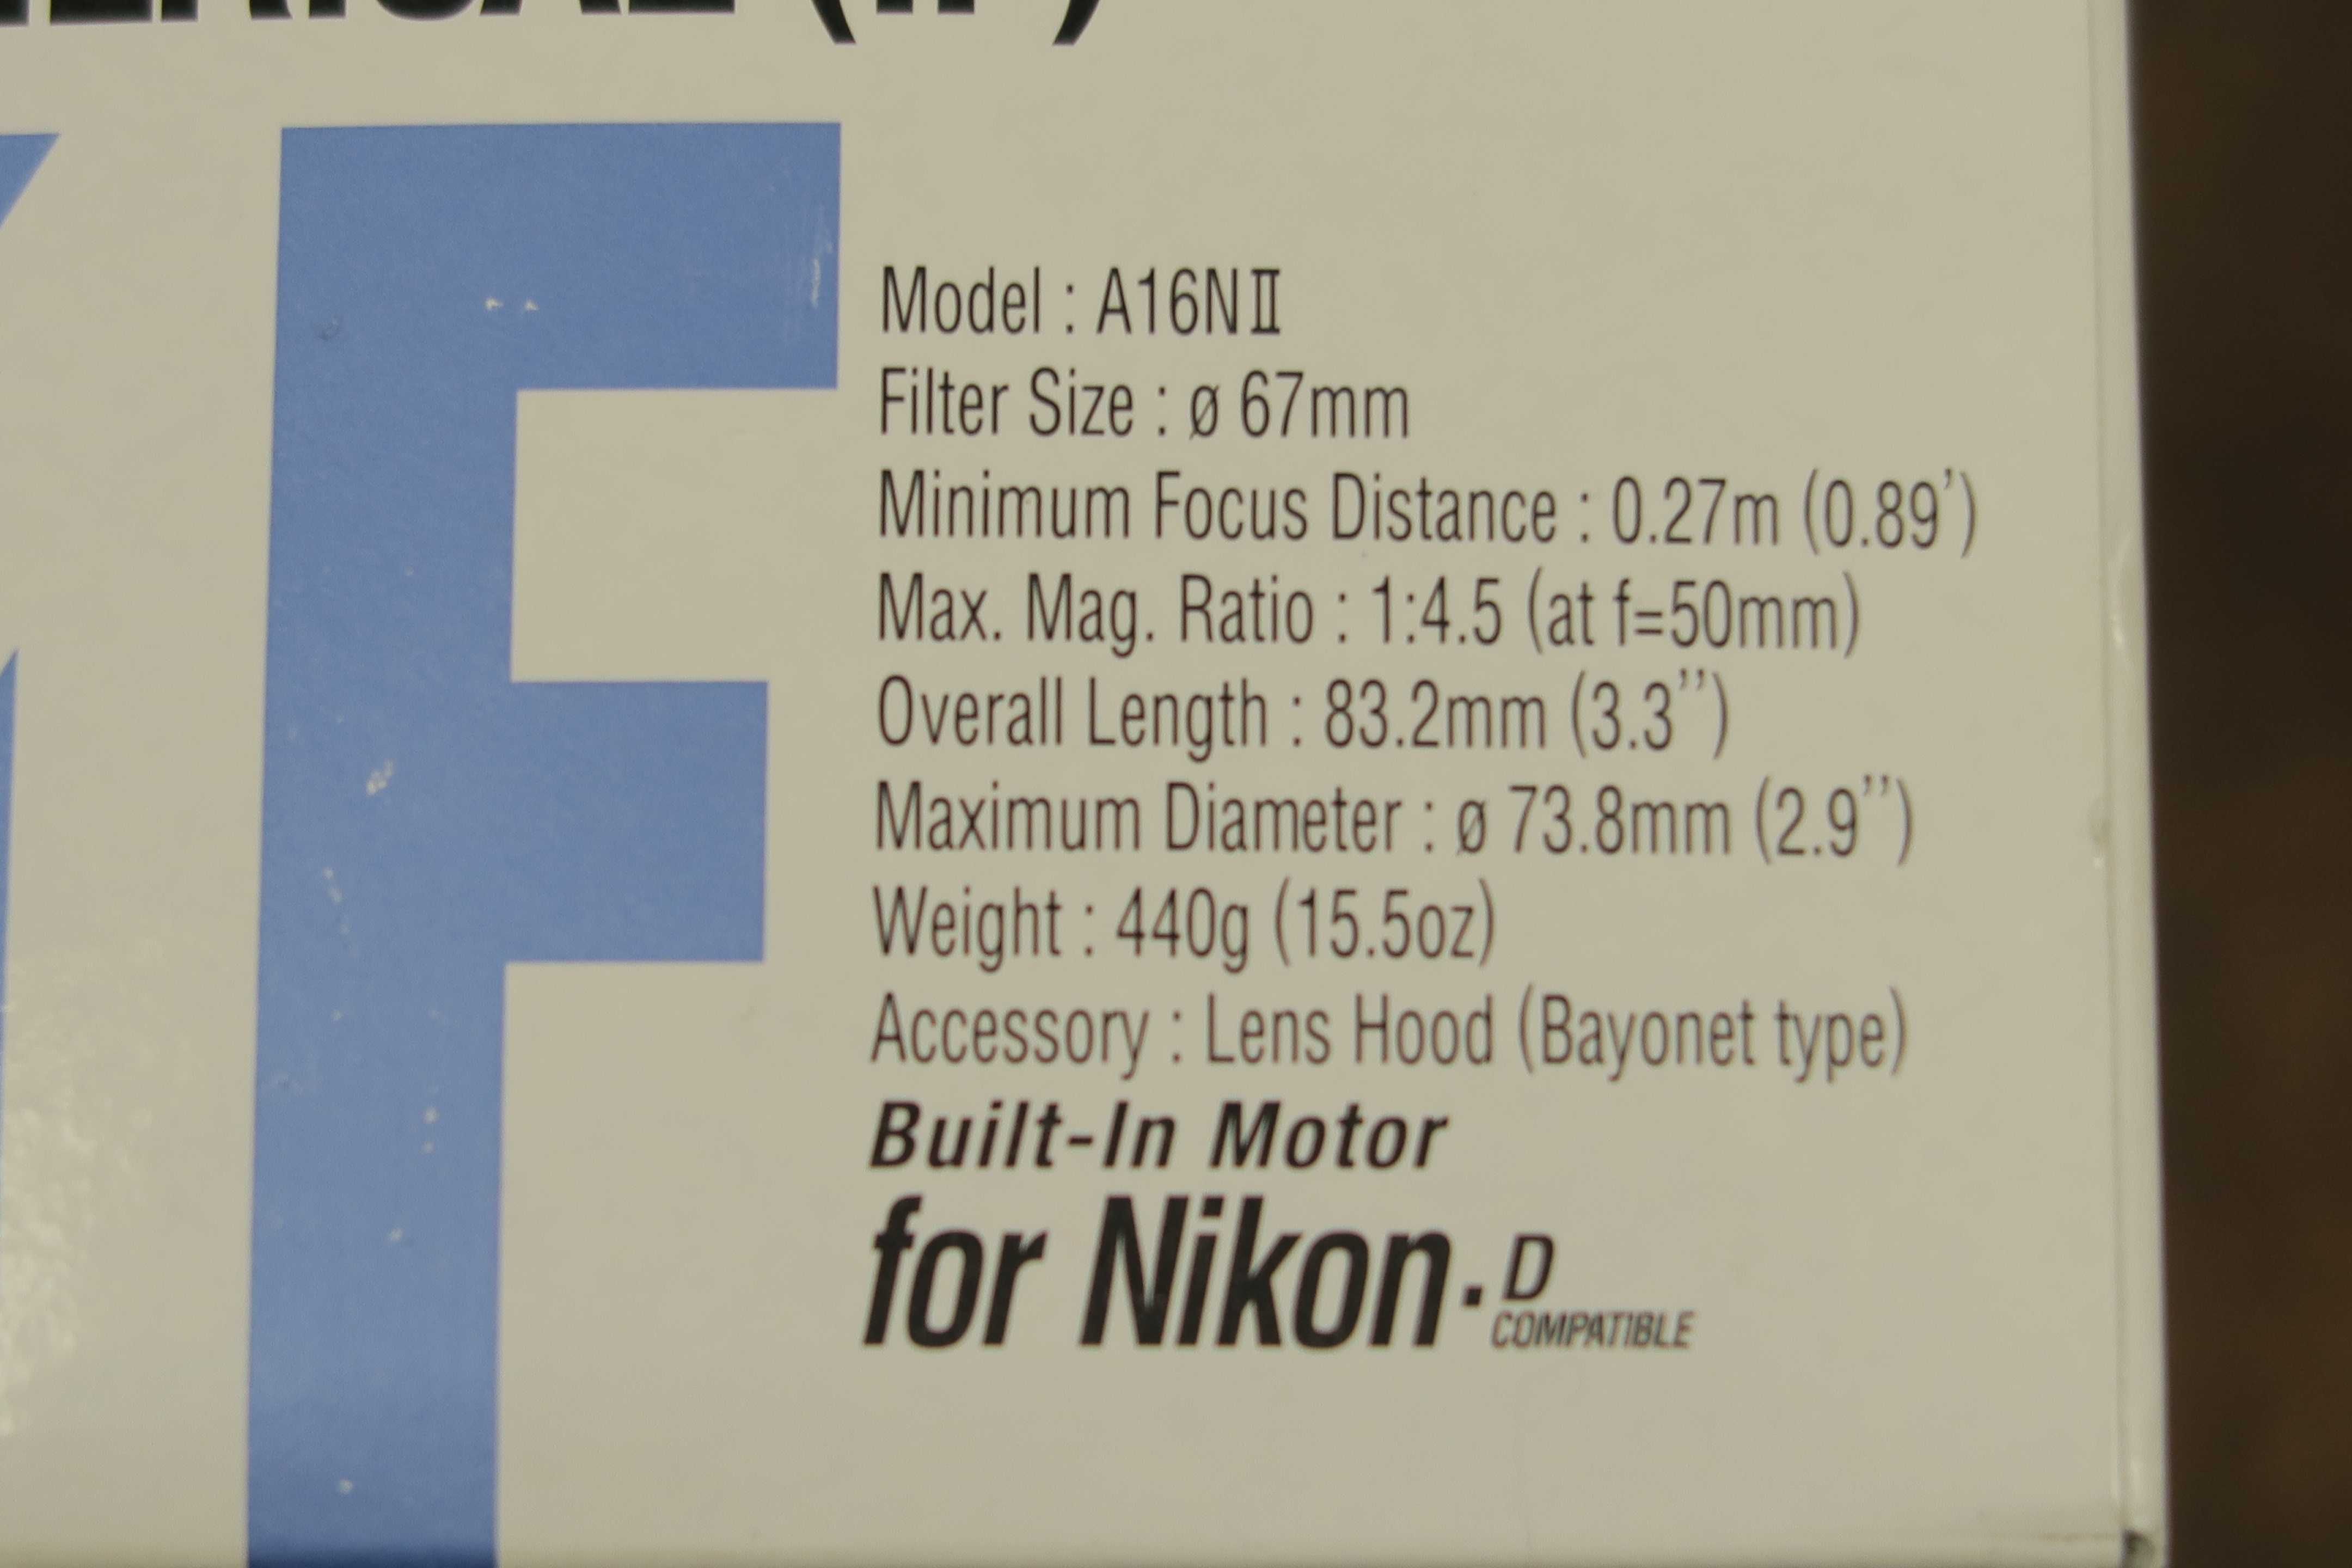 Model : A16NⅡ
Filter Size : ø 67mm
Minimum Focus Distance : 0.27m (0.89’)
Max. Mag. Ratio : 1:4.5 (at f=50mm)
Overall Length : 83.2mm (3.3’’)
Maximum Diameter : ø 73.8mm (2.9’’)
Weight : 440g (15.5oz)
Accessory : Lens Hood (Bayonet type)
Built-In Motor
for Nikon · D
COMPATIBLE